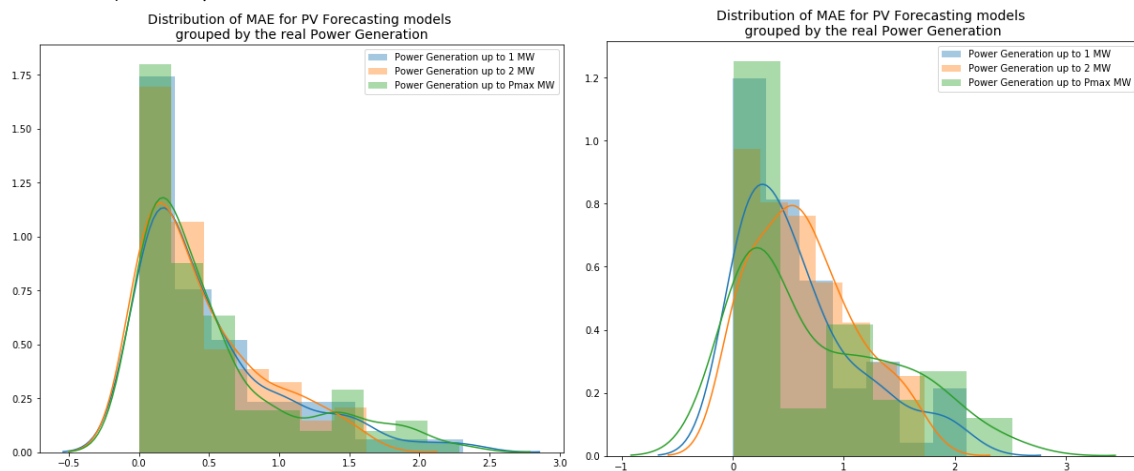 Distribution of MAE for PV Forecasting models
grouped by the real Power Generation
Power Generation up to 1 MW
Power Generation up to 2 MW
Power Generation up to Pmax MW
1.75
1.50
1.25
1.00
0.75
0.50
0.25
0.00
−0.5 0.0 0.5 1.0 1.5 2.0 2.5 3.0
Distribution of MAE for PV Forecasting models
grouped by the real Power Generation
Power Generation up to 1 MW
Power Generation up to 2 MW
Power Generation up to Pmax MW
1.2
1.0
0.8
0.6
0.4
0.2
0.0
−1 0 1 2 3